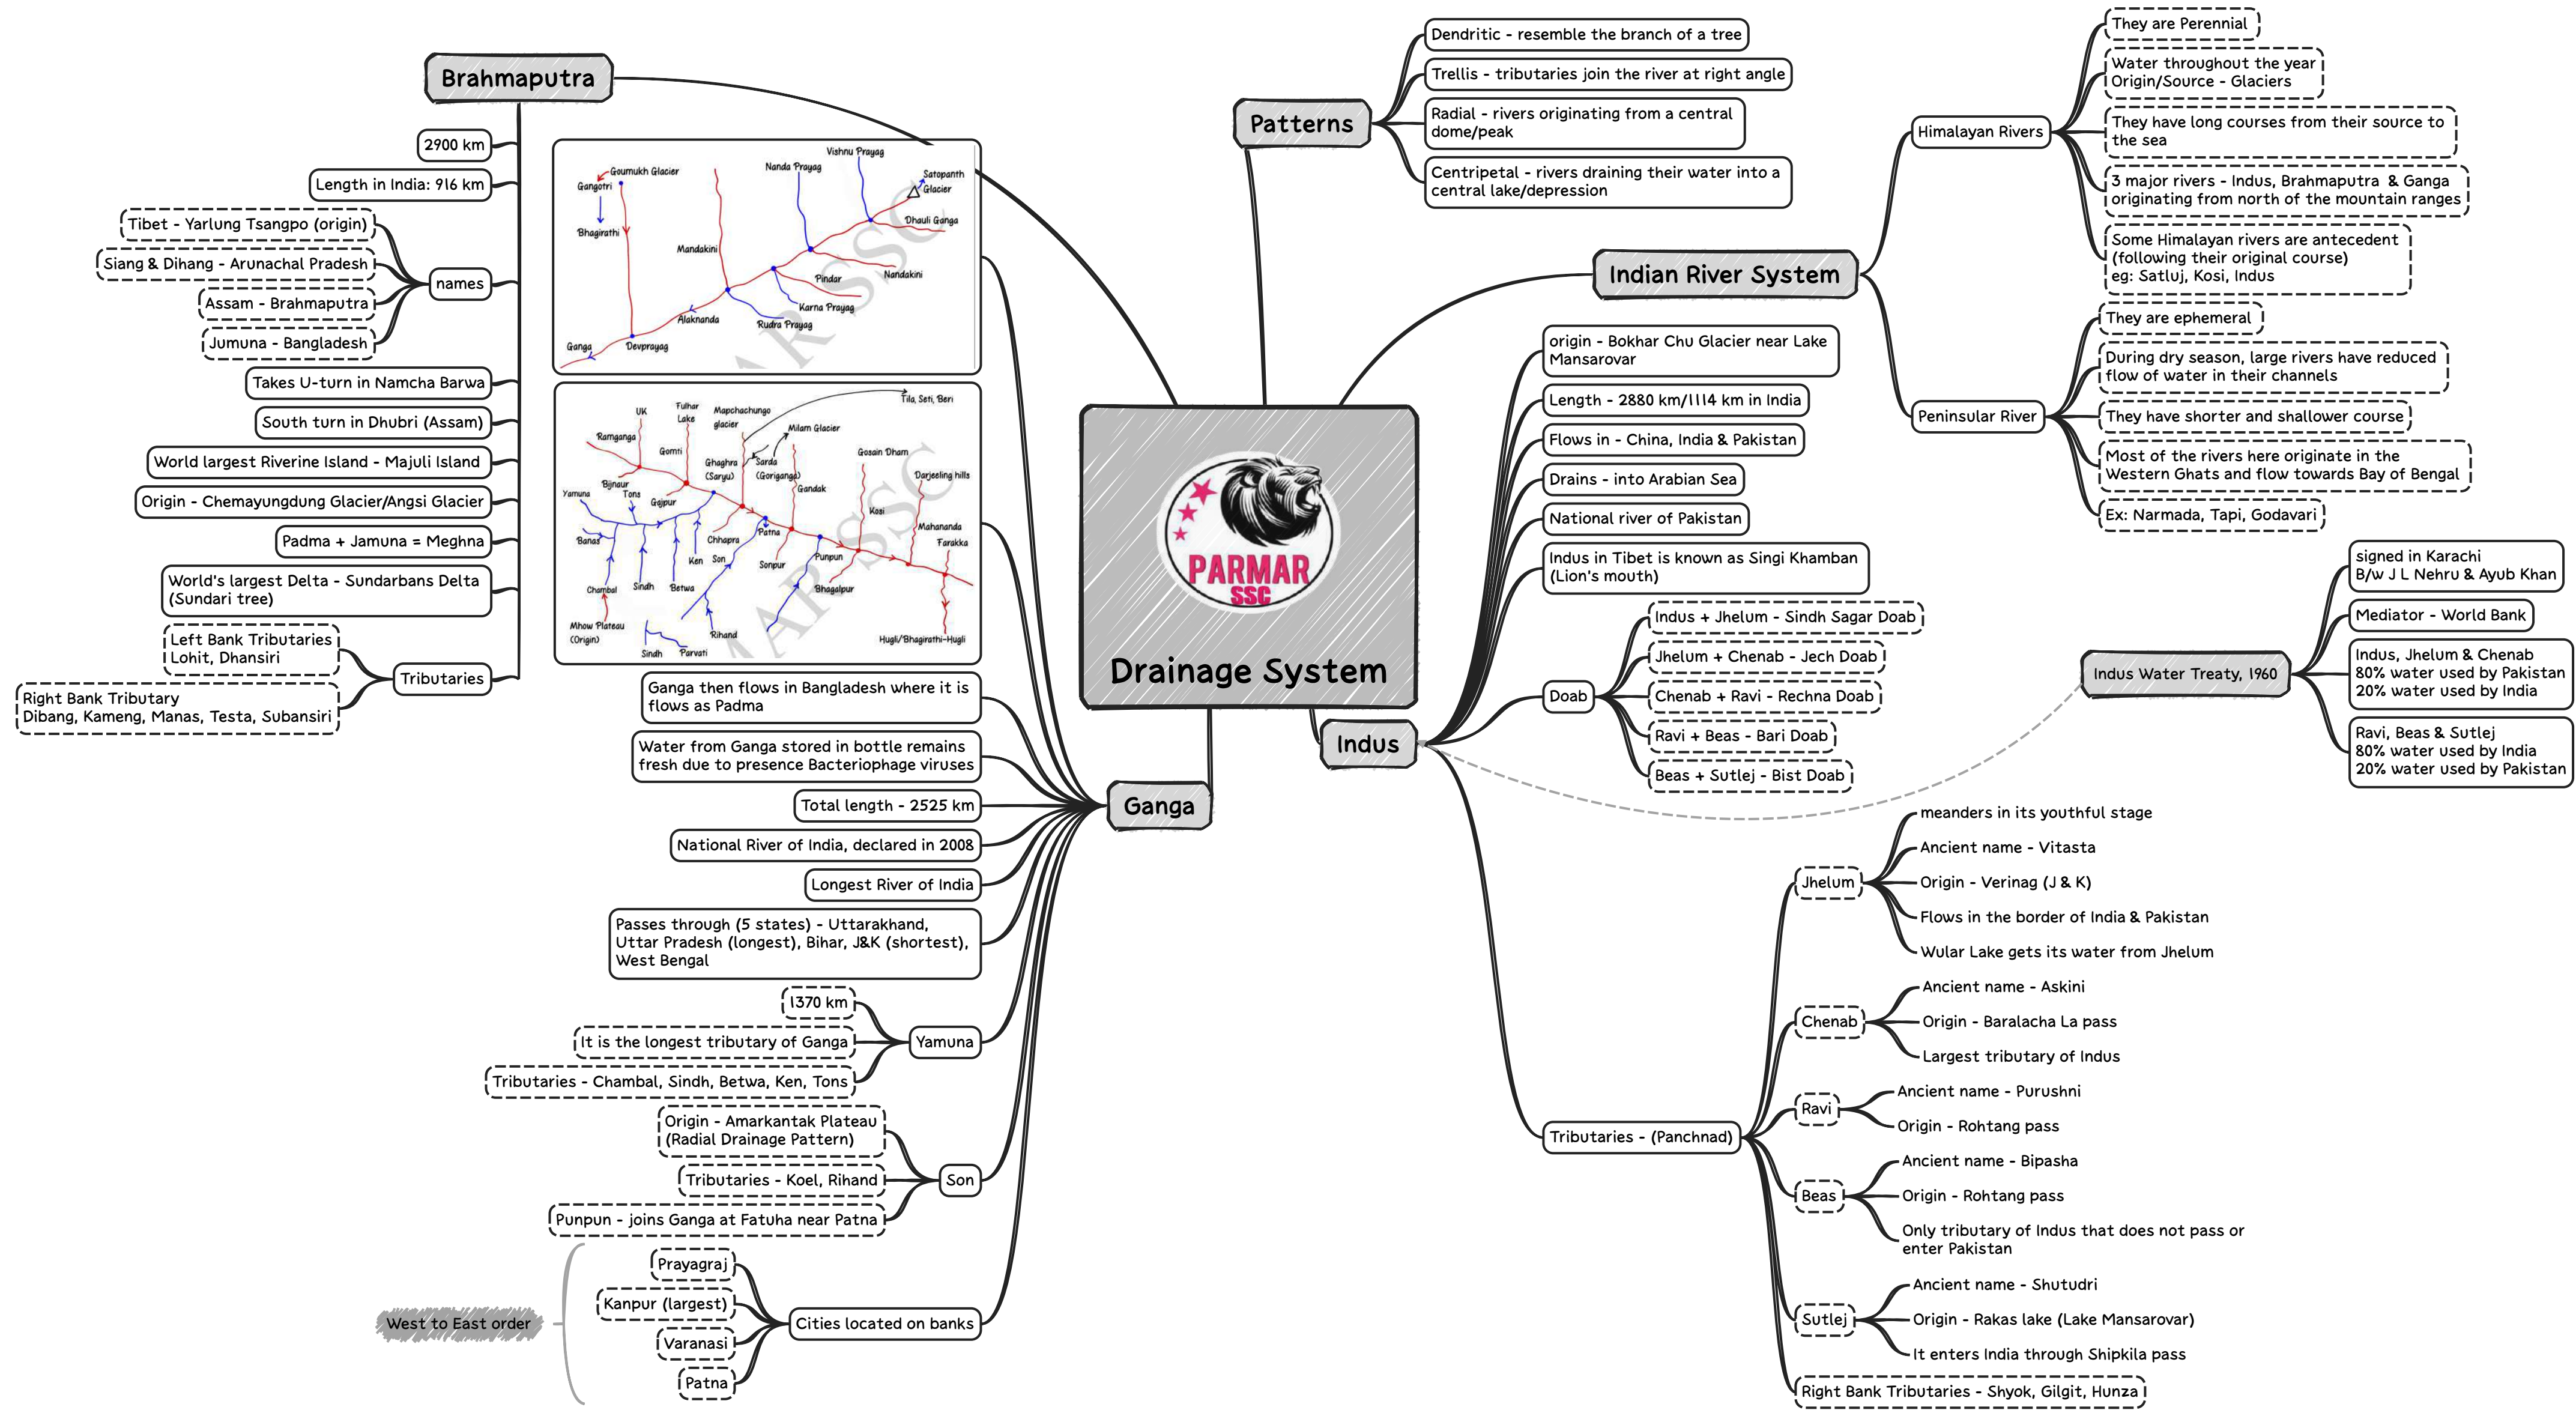 Drainage System
PARMAR
SSC
Patterns
Dendritic - resemble the branch of a tree
Trellis - tributaries join the river at right angle
Radial - rivers originating from a central
dome/peak
Centripetal - rivers draining their water into a
central lake/depression
Indian River System
Himalayan Rivers
They are Perennial
Water throughout the year
Origin/Source - Glaciers
They have long courses from their source to
the sea
3 major rivers - Indus, Brahmaputra & Ganga
originating from north of the mountain ranges
Some Himalayan rivers are antecedent
(following their original course)
eg: Satluj, Kosi, Indus
Peninsular River
They are ephemeral
During dry season, large rivers have reduced
flow of water in their channels
They have shorter and shallower course
Most of the rivers here originate in the
Western Ghats and flow towards Bay of Bengal
Ex: Narmada, Tapi, Godavari
Indus
origin - Bokhar Chu Glacier near Lake
Mansarovar
Length - 2880 km/1114 km in India
Flows in - China, India & Pakistan
Drains - into Arabian Sea
National river of Pakistan
Indus in Tibet is known as Singi Khamban
(Lion's mouth)
Doab
Indus + Jhelum - Sindh Sagar Doab
Jhelum + Chenab - Jech Doab
Chenab + Ravi - Rechna Doab
Ravi + Beas - Bari Doab
Beas + Sutlej - Bist Doab
Tributaries - (Panchnad)
Jhelum
meanders in its youthful stage
Ancient name - Vitasta
Origin - Verinag (J & K)
Flows in the border of India & Pakistan
Wular Lake gets its water from Jhelum
Chenab
Ancient name - Askini
Origin - Baralacha La pass
Largest tributary of Indus
Ravi
Ancient name - Purushni
Origin - Rohtang pass
Beas
Ancient name - Bipasha
Origin - Rohtang pass
Only tributary of Indus that does not pass or
enter Pakistan
Sutlej
Ancient name - Shutudri
Origin - Rakas lake (Lake Mansarovar)
It enters India through Shipkila pass
Right Bank Tributaries - Shyok, Gilgit, Hunza
Indus Water Treaty, 1960
signed in Karachi
B/w J L Nehru & Ayub Khan
Mediator - World Bank
Indus, Jhelum & Chenab
80% water used by Pakistan
20% water used by India
Ravi, Beas & Sutlej
80% water used by India
20% water used by Pakistan
Ganga
Goumukh Glacier
Gangotri
Bhagirathi
Mandakini
Nanda Prayag
Vishnu Prayag
Satopanth
Glacier
Dhauli Ganga
Nandakini
Pindar
Karna Prayag
Rudra Prayag
Alaknanda
Devprayag
Ganga
AR SSC
UK
Fulhar
Lake
Mapchachungo
glacier
Tila, Seti, Beri
Ramganga
Gomti
Milam Glacier
Ghaghra
(Saryu)
Sarda
(Goriganga)
Gosain Dham
Darjeeling hills
Gandak
Bijnaur
Yamuna
Tons
Gajpur
Kosi
Mahananda
Farakka
Banas
Chhapra
Patna
Ken
Son
Sonpur
Punpun
Bhagalpur
Chambal
Sindh
Betwa
Mhow Plateau
(Origin)
Rihand
Sindh
Parvati
Hugli/Bhagirathi-Hugli
MAR SSC
Ganga then flows in Bangladesh where it is
flows as Padma
Water from Ganga stored in bottle remains
fresh due to presence Bacteriophage viruses
Total length - 2525 km
National River of India, declared in 2008
Longest River of India
Passes through (5 states) - Uttarakhand,
Uttar Pradesh (longest), Bihar, J&K (shortest),
West Bengal
Yamuna
1370 km
It is the longest tributary of Ganga
Tributaries - Chambal, Sindh, Betwa, Ken, Tons
Son
Origin - Amarkantak Plateau
(Radial Drainage Pattern)
Tributaries - Koel, Rihand
Punpun - joins Ganga at Fatuha near Patna
Cities located on banks
Prayagraj
Kanpur (largest)
Varanasi
Patna
West to East order
Brahmaputra
2900 km
Length in India: 916 km
names
Tibet - Yarlung Tsangpo (origin)
Siang & Dihang - Arunachal Pradesh
Assam - Brahmaputra
Jumuna - Bangladesh
Takes U-turn in Namcha Barwa
South turn in Dhubri (Assam)
World largest Riverine Island - Majuli Island
Origin - Chemayungdung Glacier/Angsi Glacier
Padma + Jamuna = Meghna
World's largest Delta - Sundarbans Delta
(Sundari tree)
Tributaries
Left Bank Tributaries
Lohit, Dhansiri
Right Bank Tributary
Dibang, Kameng, Manas, Testa, Subansiri